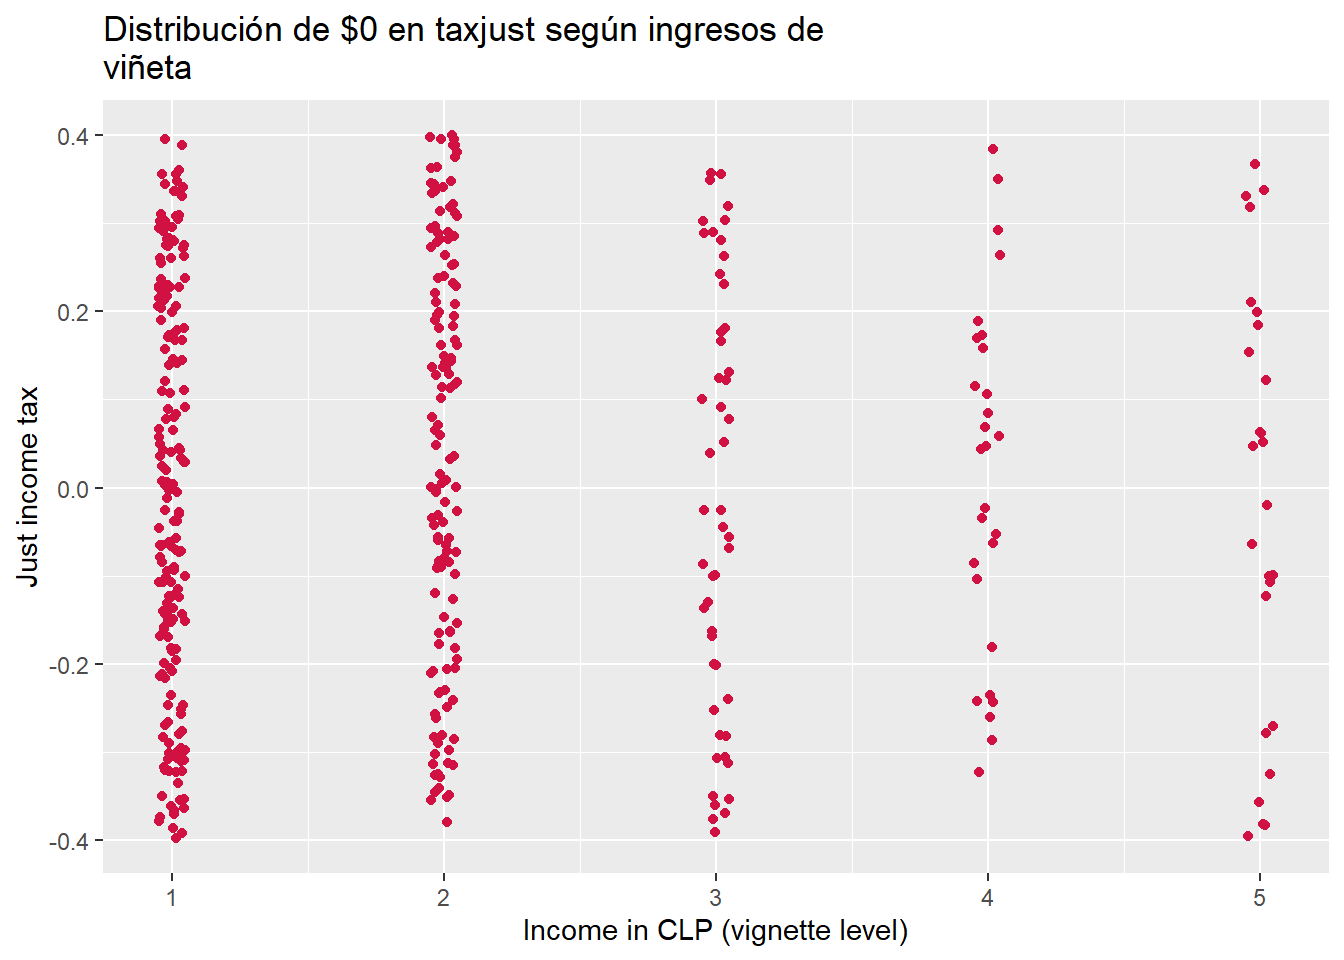 Distribución de $0 en taxjust según ingresos de
viñeta
Just income tax
0.4
0.2
0.0
-0.2
-0.4
1 2 3 4 5
Income in CLP (vignette level)